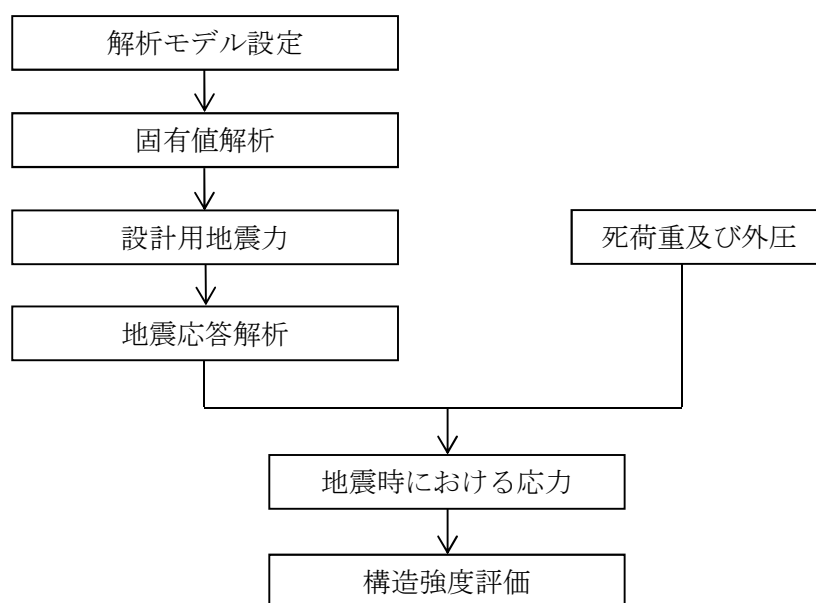 解析モデル設定
固有値解析
設計用地震力
死荷重及び外圧
地震応答解析
地震時における応力
構造強度評価